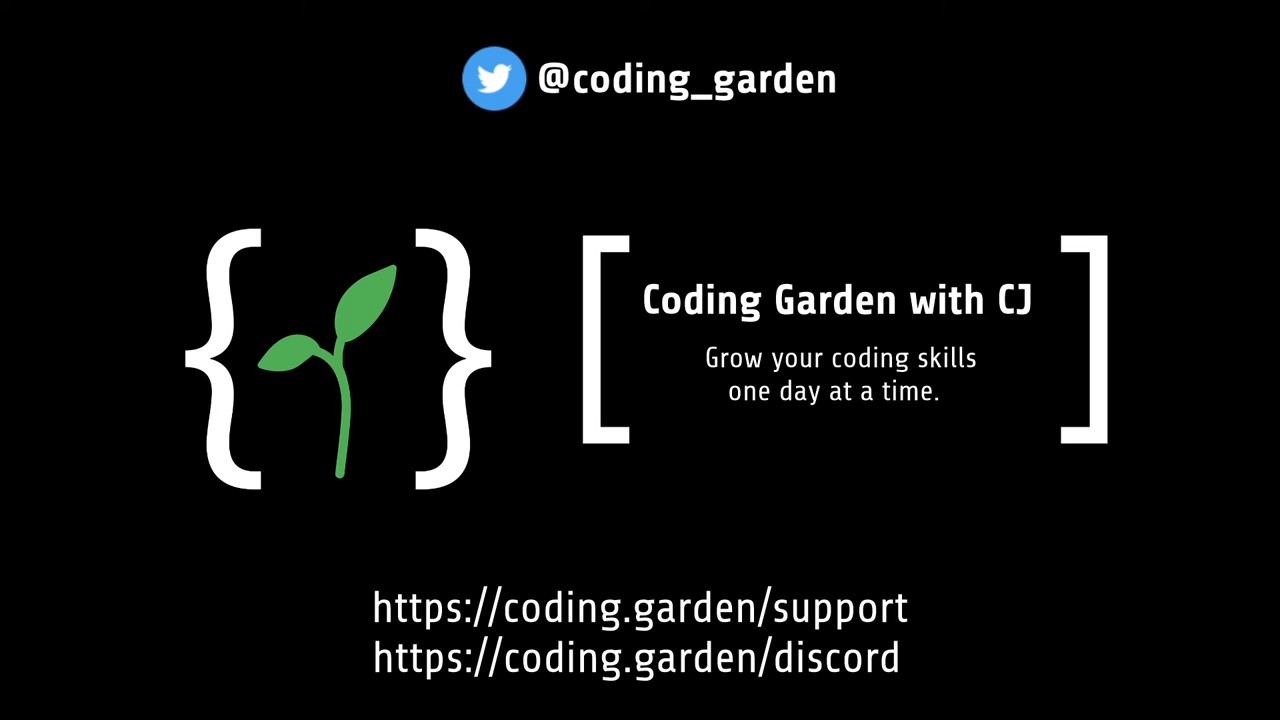 @coding_garden
Coding Garden with CJ
Grow your coding skills
one day at a time.
https://coding.garden/support
https://coding.garden/discord